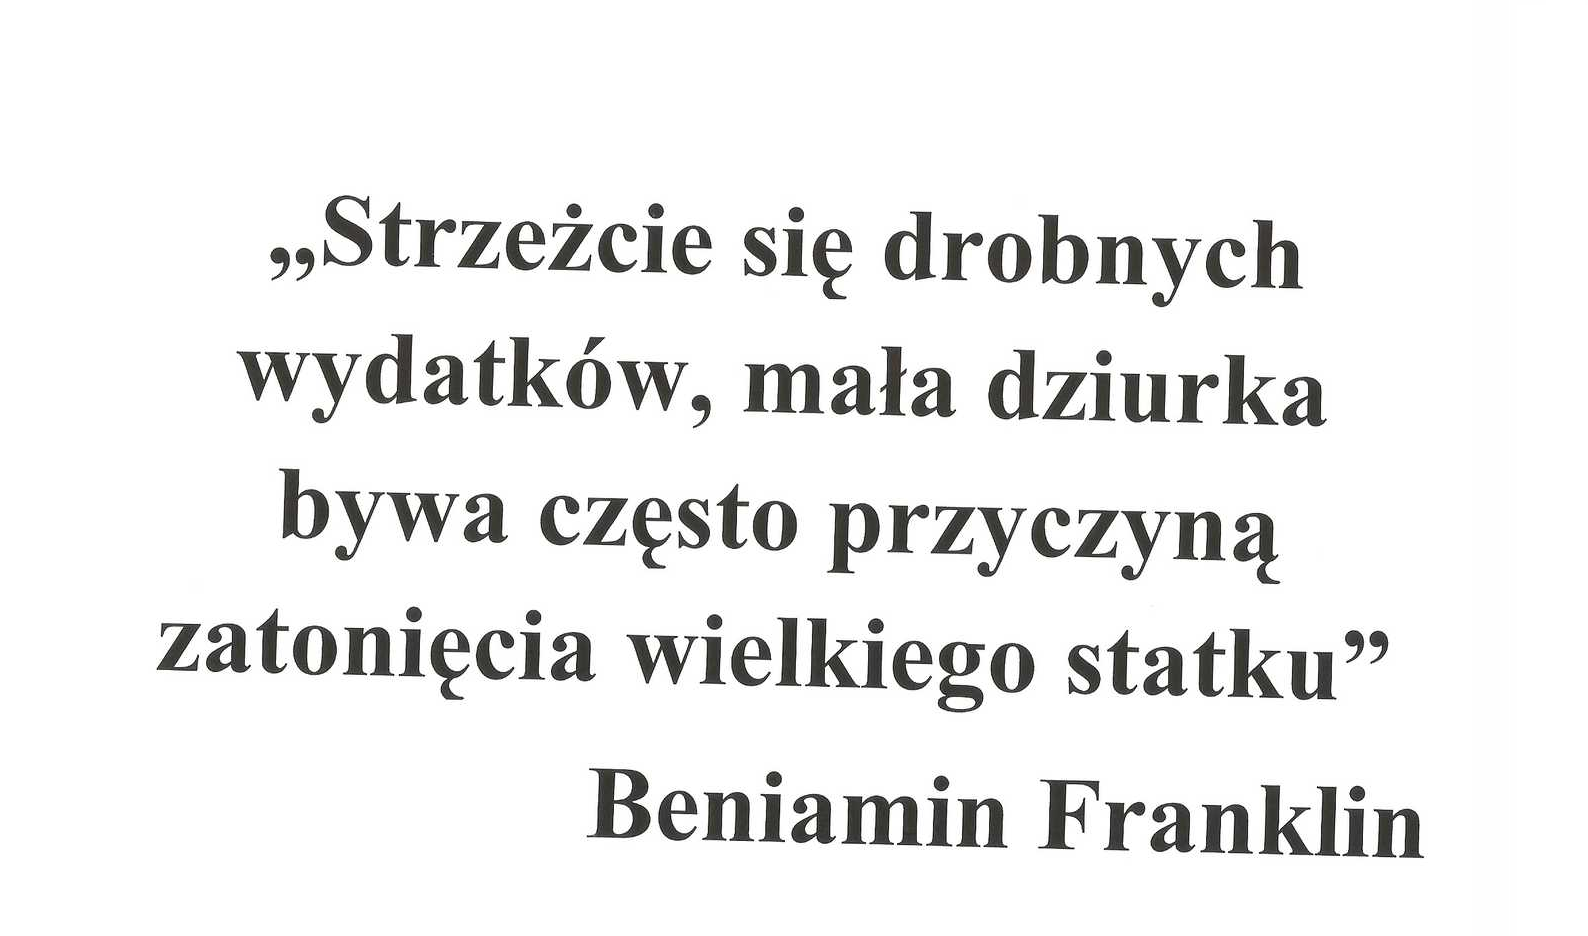 „Strzeżcie się drobnych
wydatków, mała dziurka
bywa często przyczyną
zatonięcia wielkiego statku”
Beniamin Franklin